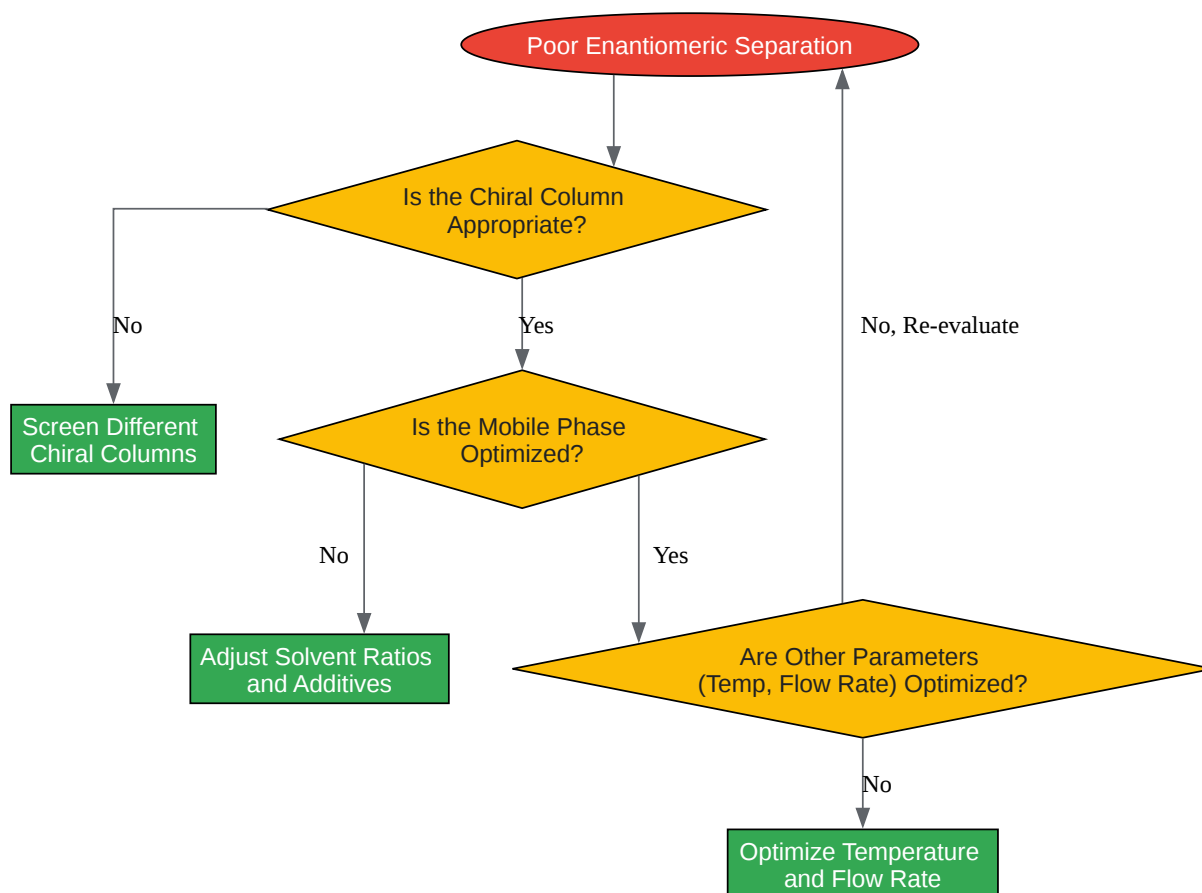 Poor Enantiomeric Separation
Is the Chiral Column
Appropriate?
No
Yes
No, Re-evaluate
Screen Different
Chiral Columns
Is the Mobile Phase
Optimized?
No
Yes
Adjust Solvent Ratios
and Additives
Are Other Parameters
(Temp, Flow Rate) Optimized?
No
Optimize Temperature
and Flow Rate